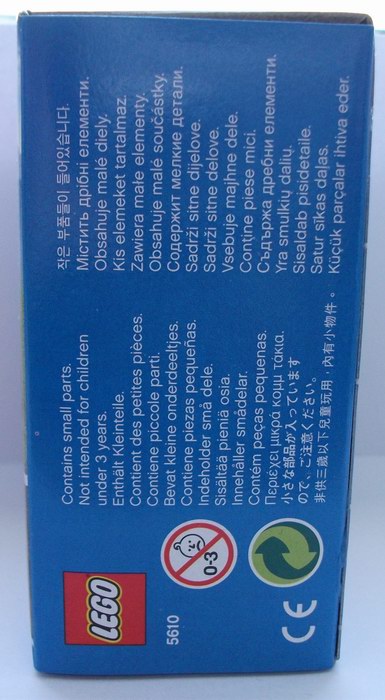 LEGO
5610
0-3
CE
Contains small parts.
Not intended for children
under 3 years.
Enthält Kleinteile.
Contient des petites pièces.
Contiene piccole parti.
Bevat kleine onderdeeltjes.
Contiene piezas pequeñas.
Indeholder små dele.
Sisältää pieniä osia.
Innehåller smådelar.
Contém peças pequenas.
Περιέχει μικρά κομμάτια.
小さな部品が入っています
ので、ご注意ください。
非供三歲以下兒童玩用，內有小物件。
작은 부품들이 들어있습니다.
Містить дрібні елементи.
Obsahuje malé diely.
Kis elemeket tartalmaz.
Zawiera małe elementy.
Obsahuje malé součástky.
Содержит мелкие детали.
Sadrži sitne dijelove.
Sadrži sitne delove.
Vsebuje majhne dele.
Conţine piese mici.
Съдържа дребни елементи.
Yra smulkių dalių.
Sisaldab pisidetaile.
Satur sīkas daļas.
Küçük parçalar ihtiva eder.